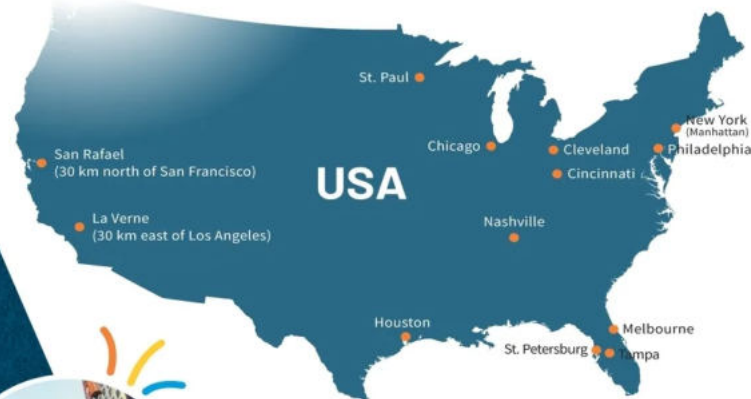 St. Paul
New York
(Manhattan)
Chicago
Cleveland
Philadelphia
San Rafael
(30 km north of San Francisco)
Cincinnati
USA
La Verne
(30 km east of Los Angeles)
Nashville
Houston
Melbourne
St. Petersburg
Tampa